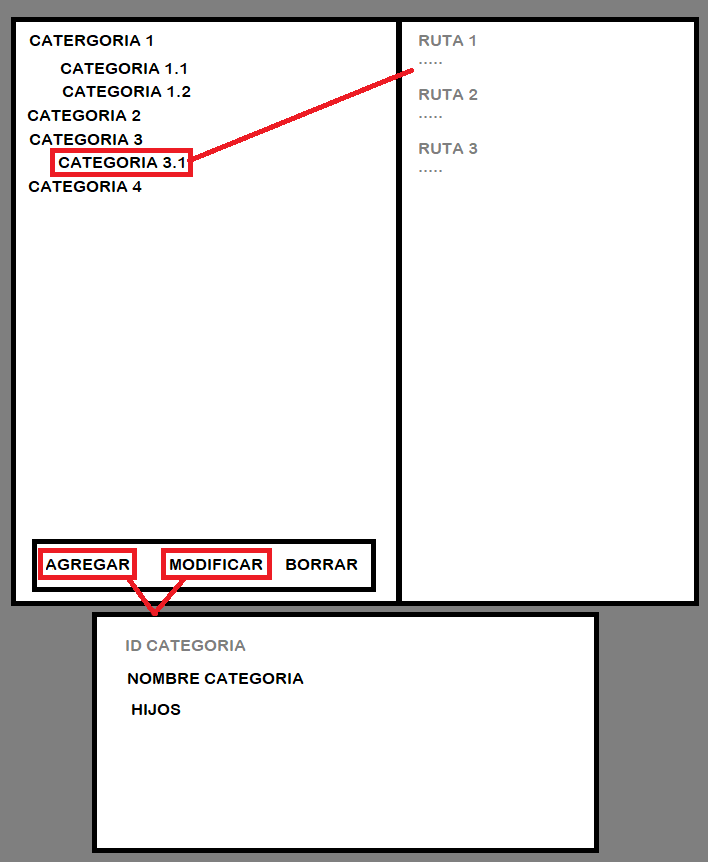 CATERGORIA 1
CATEGORIA 1.1
CATEGORIA 1.2
CATEGORIA 2
CATEGORIA 3
CATEGORIA 3.1
CATEGORIA 4
RUTA 1
.....
RUTA 2
.....
RUTA 3
.....
AGREGAR MODIFICAR BORRAR
ID CATEGORIA
NOMBRE CATEGORIA
HIJOS